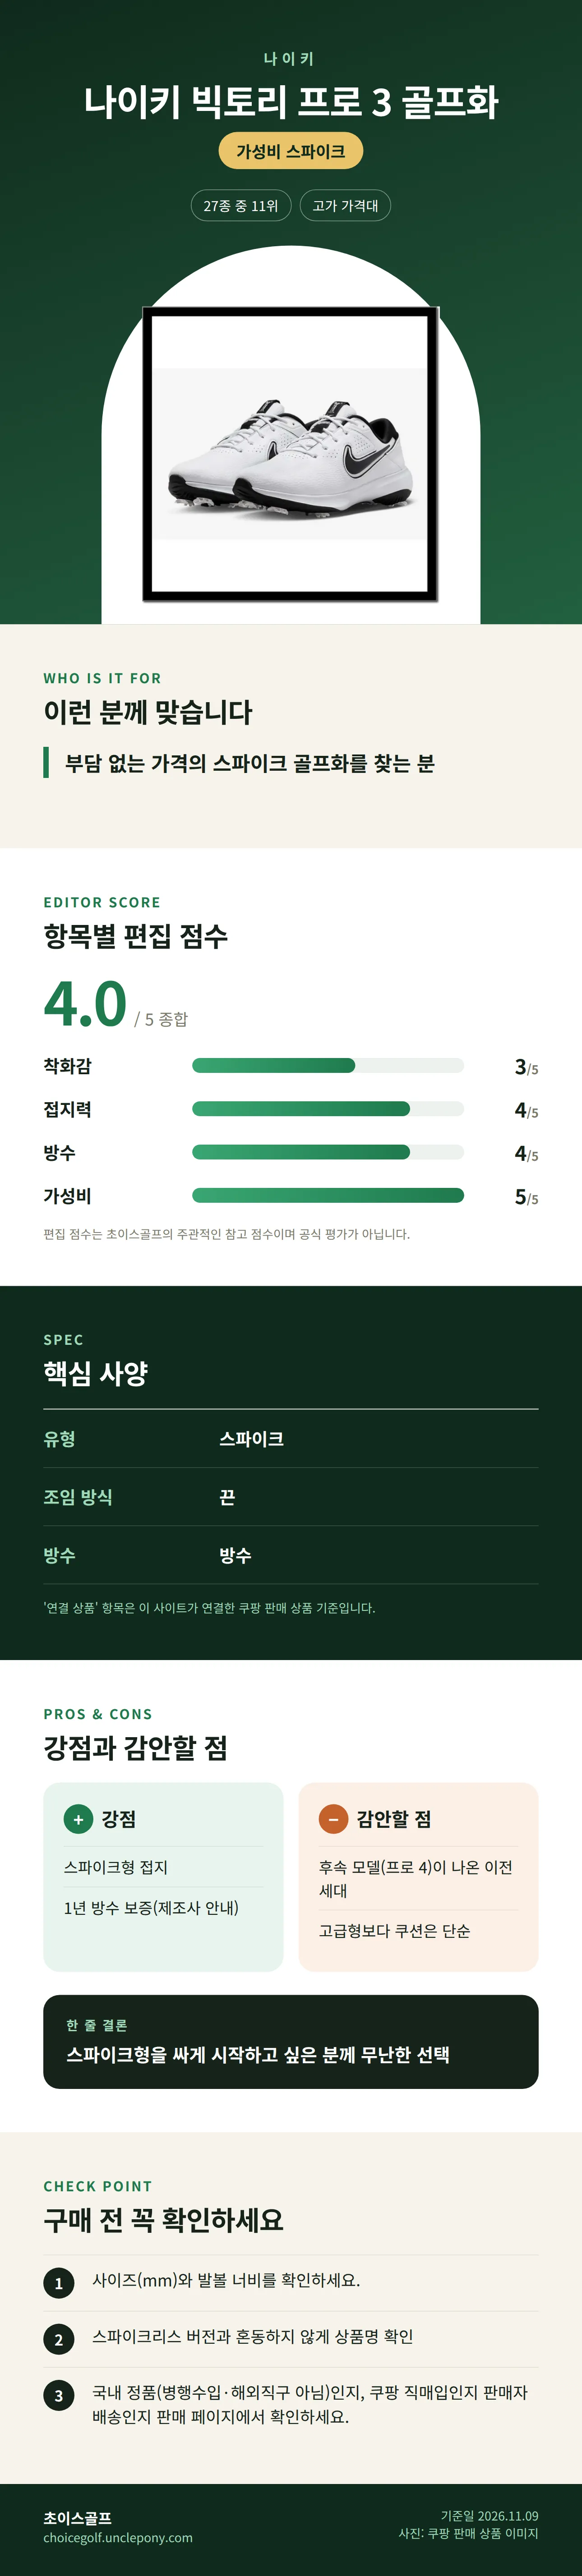 나이키
나이키 빅토리 프로 3 골프화
가성비 스파이크
27종 중 11위
고가 가격대
WHO IS IT FOR
이런 분께 맞습니다
부담 없는 가격의 스파이크 골프화를 찾는 분
EDITOR SCORE
항목별 편집 점수
4.0 / 5 종합
착화감 3/5
접지력 4/5
방수 4/5
가성비 5/5
편집 점수는 초이스골프의 주관적인 참고 점수이며 공식 평가가 아닙니다.
SPEC
핵심 사양
유형 스파이크
조임 방식 끈
방수 방수
'연결 상품' 항목은 이 사이트가 연결한 쿠팡 판매 상품 기준입니다.
PROS & CONS
강점과 감안할 점
+ 강점
스파이크형 접지
1년 방수 보증(제조사 안내)
− 감안할 점
후속 모델(프로 4)이 나온 이전
세대
고급형보다 쿠션은 단순
한 줄 결론
스파이크형을 싸게 시작하고 싶은 분께 무난한 선택
CHECK POINT
구매 전 꼭 확인하세요
1 사이즈(mm)와 발볼 너비를 확인하세요.
2 스파이크리스 버전과 혼동하지 않게 상품명 확인
3 국내 정품(병행수입·해외직구 아님)인지, 쿠팡 직매입인지 판매자
배송인지 판매 페이지에서 확인하세요.
초이스골프
choicegolf.unclepony.com
기준일 2026.11.09
사진: 쿠팡 판매 상품 이미지